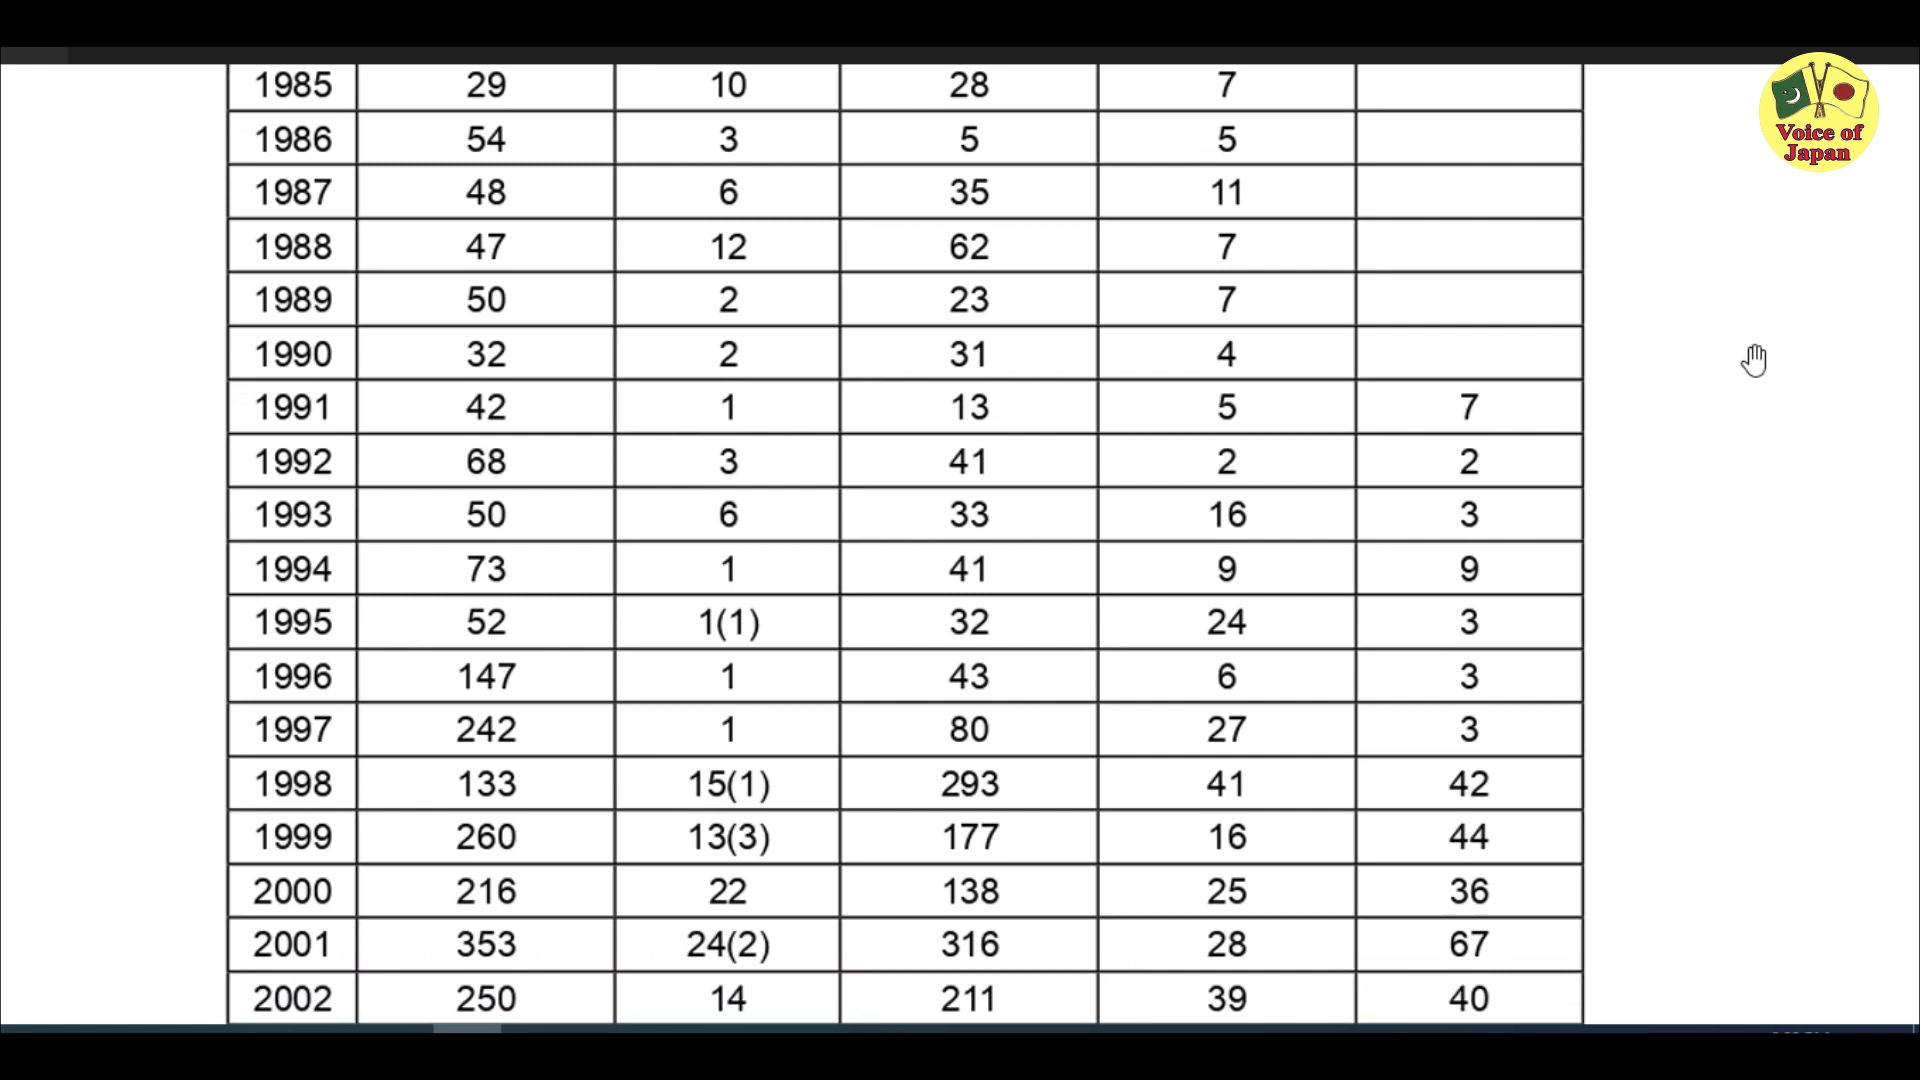 1985 29 10 28 7
1986 54 3 5 5
1987 48 6 35 11
1988 47 12 62 7
1989 50 2 23 7
1990 32 2 31 4
1991 42 1 13 5 7
1992 68 3 41 2 2
1993 50 6 33 16 3
1994 73 1 41 9 9
1995 52 1(1) 32 24 3
1996 147 1 43 6 3
1997 242 1 80 27 3
1998 133 15(1) 293 41 42
1999 260 13(3) 177 16 44
2000 216 22 138 25 36
2001 353 24(2) 316 28 67
2002 250 14 211 39 40
Voice of
Japan